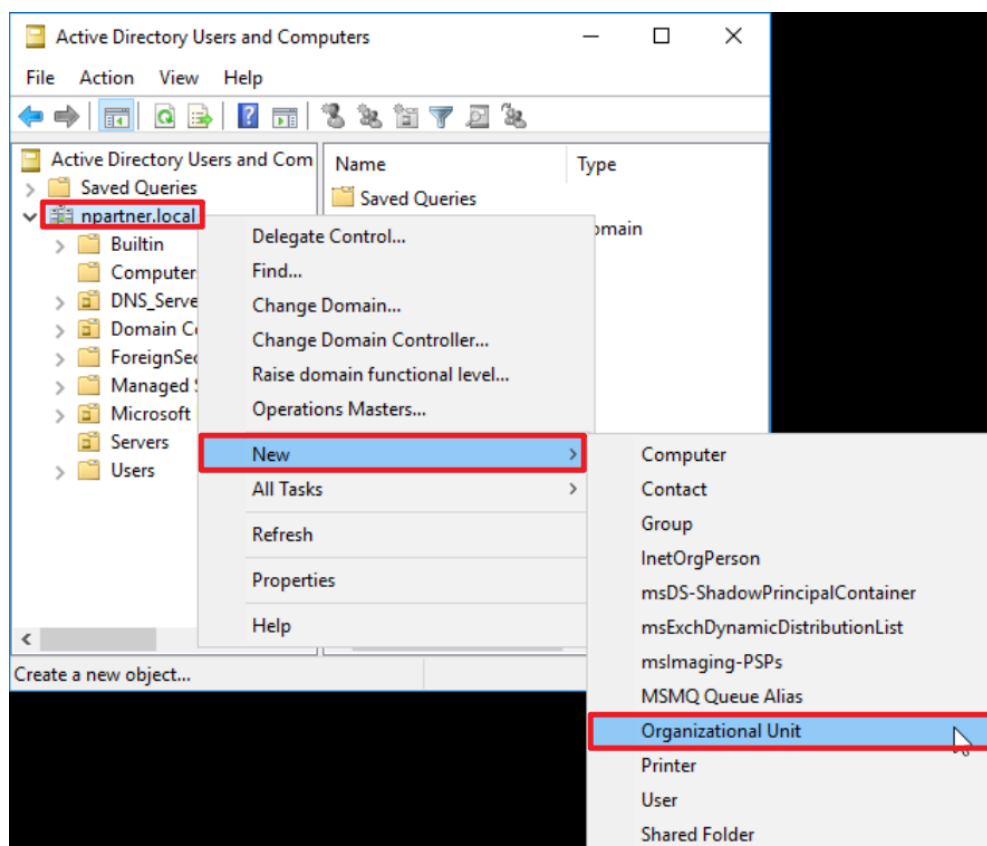 Active Directory Users and Computers
File Action View Help
Active Directory Users and Com
Saved Queries
npartner.local
Builtin
Computer
DNS_Serve
Domain C
ForeignSec
Managed
Microsoft
Servers
Users
Name Type
Saved Queries
omain
Delegate Control...
Find...
Change Domain...
Change Domain Controller...
Raise domain functional level...
Operations Masters...
New
All Tasks
Refresh
Properties
Help
Computer
Contact
Group
InetOrgPerson
msDS-ShadowPrincipalContainer
msExchDynamicDistributionList
msImaging-PSPs
MSMQ Queue Alias
Organizational Unit
Printer
User
Shared Folder
Create a new object...